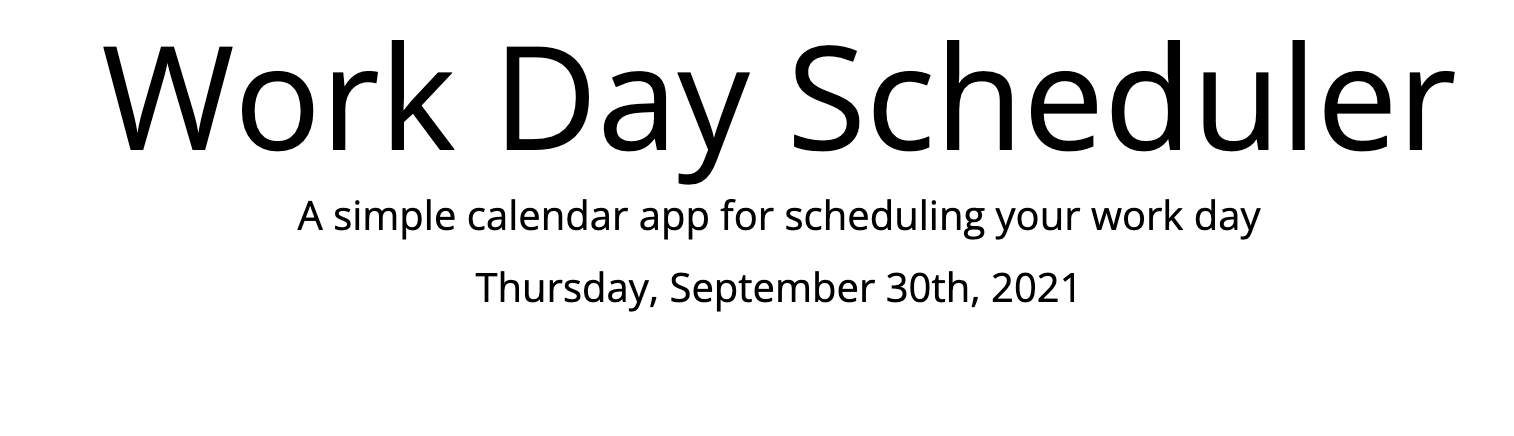 Work Day Scheduler
A simple calendar app for scheduling your work day
Thursday, September 30th, 2021